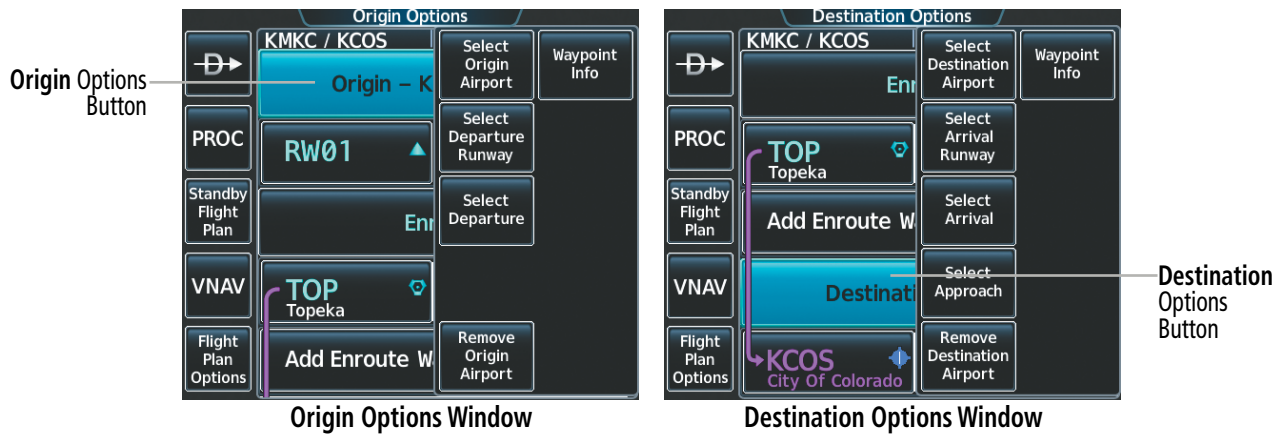 Origin Options
KMKC / KCOS
D
PROC
Standby
Flight
Plan
VNAV
Flight
Plan
Options
Origin – K
RW01
Enr
TOP
Topeka
Add Enroute W
Select
Origin
Airport
Select
Departure
Runway
Select
Departure
Remove
Origin
Airport
Waypoint
Info
Origin Options
Button
Origin Options Window
Destination Options
KMKC / KCOS
D
PROC
Standby
Flight
Plan
VNAV
Flight
Plan
Options
Enr
TOP
Topeka
Add Enroute W
Destinati
KCOS
City Of Colorado
Select
Destination
Airport
Select
Arrival
Runway
Select
Arrival
Select
Approach
Remove
Destination
Airport
Waypoint
Info
Destination
Options
Button
Destination Options Window